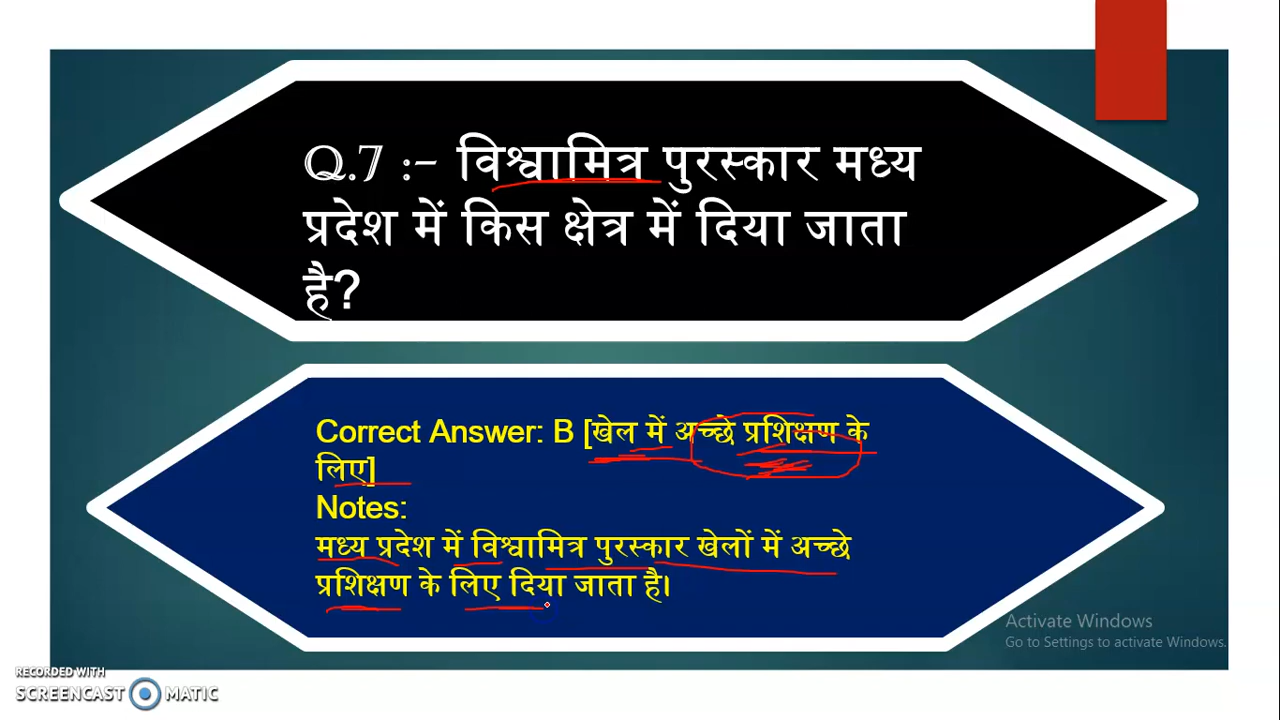 Q.7 :- विश्वामित्र पुरस्कार मध्य
प्रदेश में किस क्षेत्र में दिया जाता
है?
Correct Answer: B [खेल में अच्छे प्रशिक्षण के
लिए]
Notes:
मध्य प्रदेश में विश्वामित्र पुरस्कार खेलों में अच्छे
प्रशिक्षण के लिए दिया जाता है।
Activate Windows
Go to Settings to activate Windows.
RECORDED WITH
SCREENCAST MATIC